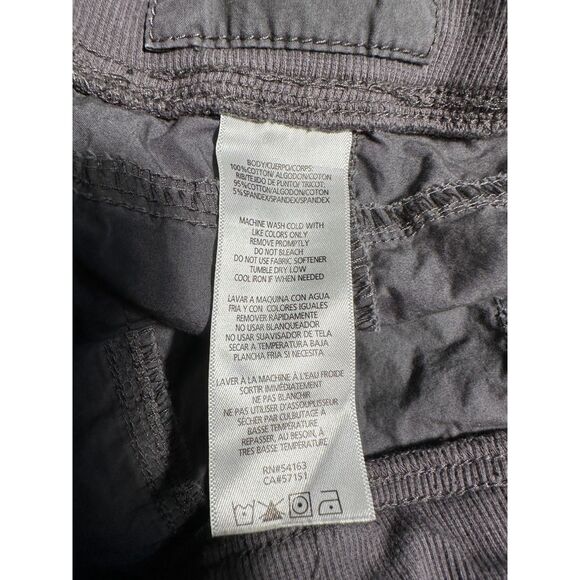 BODY/CUERPO/CORPS:
100%COTTON/ ALGODON/COTON
RIB/TEJIDO DE PUNTO/ TRICOT:
95%COTTON/ALGODON/COTON
5%SPANDEX/SPANDEX/SPANDEX
MACHINE WASH COLD WITH
LIKE COLORS ONLY
REMOVE PROMPTLY
DO NOT BLEACH
DO NOT USE FABRIC SOFTENER
TUMBLE DRY LOW
COOL IRON IF WHEN NEEDED
LAVAR A MAQUINA CON AGUA
FRIA Y CON COLORES IGUALES
REMOVER RÁPIDAMENTE
NO USAR BLANQUEADOR
NO USAR SUAVISADOR DE TELA
SECAR A TEMPERATURA BAJA
PLANCHA FRIA SI NECESITA
LAVER À LA MACHINE À L'EAU FROIDE
SORTIR IMMÉDIATEMENT
NE PAS BLANCHIR
NE PAS UTILISER D'ASSOUPLISSEUR
SÉCHER PAR CULBUTAGE À
BASSE TEMPÉRATURE
REPASSER, AU BESOIN, À
TRES BASSE TEMPÉRATURE
RN#54163
CA#57151